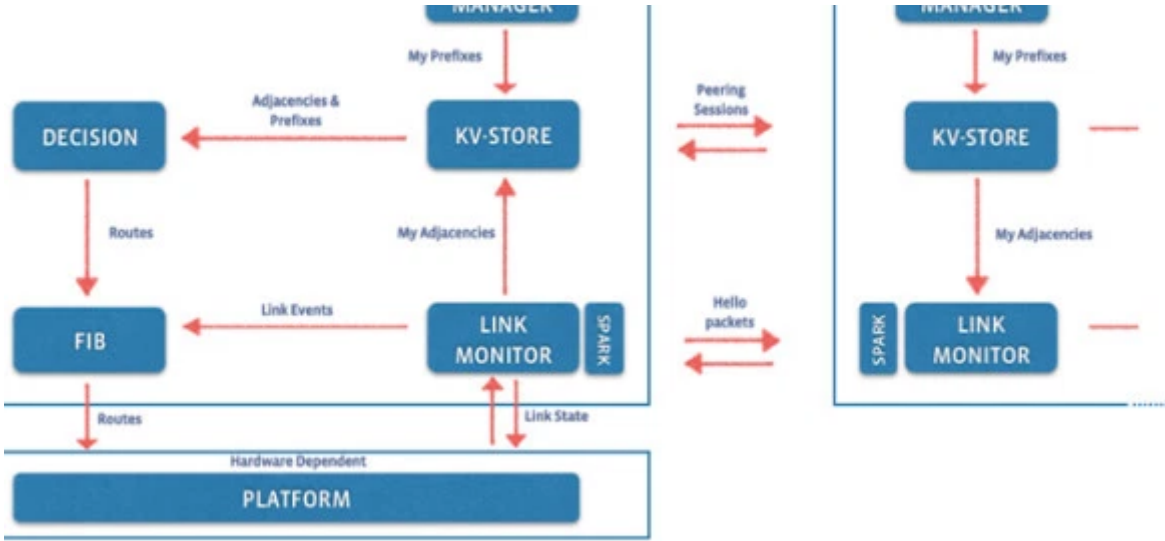 MANAGER
MANAGER
My Prefixes
My Prefixes
Adjacencies &
Prefixes
Peering
Sessions
DECISION
KV-STORE
KV-STORE
Routes
My Adjacencies
My Adjacencies
Link Events
Hello
packets
FIB
LINK
MONITOR
SPARK
SPARK
LINK
MONITOR
Routes
Link State
Hardware Dependent
PLATFORM